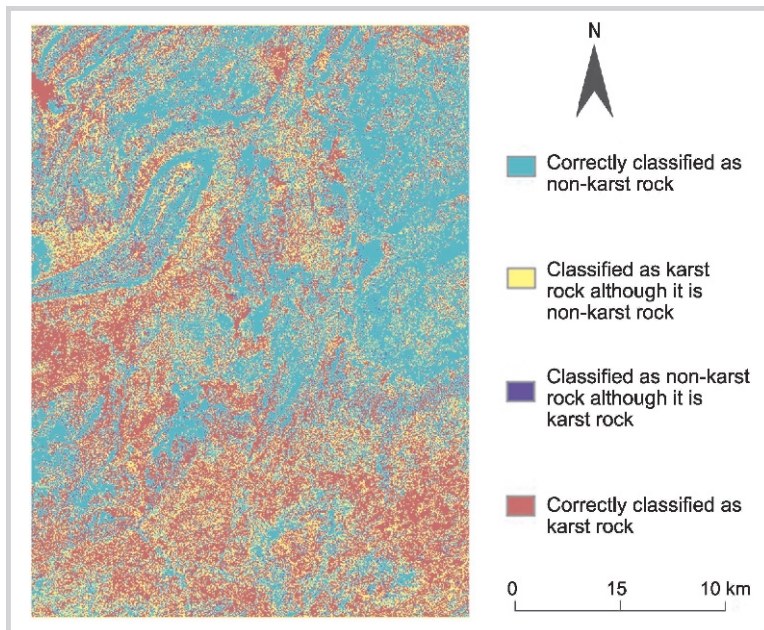 N
Correctly classified as
non-karst rock
Classified as karst
rock although it is
non-karst rock
Classified as non-karst
rock although it is
karst rock
Correctly classified as
karst rock
0 15 10 km